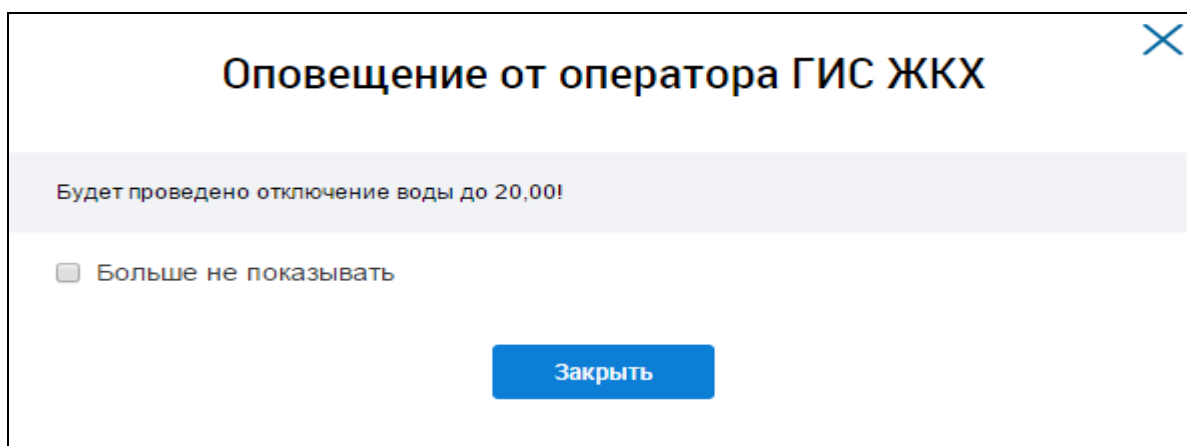 Оповещение от оператора ГИС ЖКХ
Будет проведено отключение воды до 20,00!
Больше не показывать
Закрыть